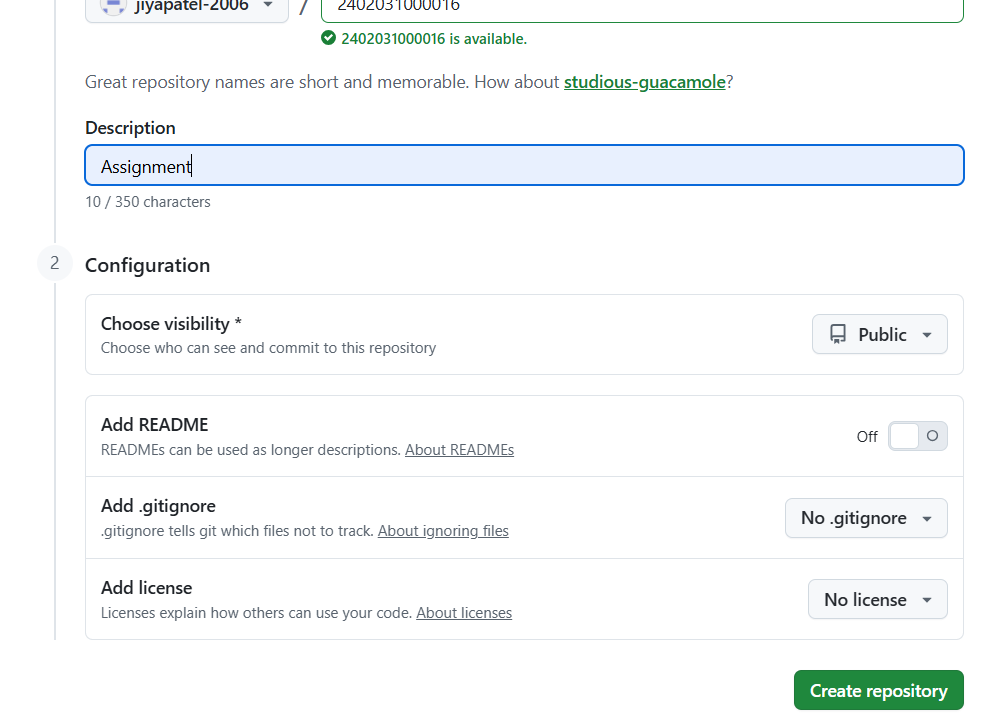 jiyapatel-2006 / 2402031000016
2402031000016 is available.
Great repository names are short and memorable. How about studious-guacamole?
Description
Assignment
10 / 350 characters
2 Configuration
Choose visibility *
Choose who can see and commit to this repository
Public
Add README
READMEs can be used as longer descriptions. About READMEs
Off
Add .gitignore
.gitignore tells git which files not to track. About ignoring files
No .gitignore
Add license
Licenses explain how others can use your code. About licenses
No license
Create repository